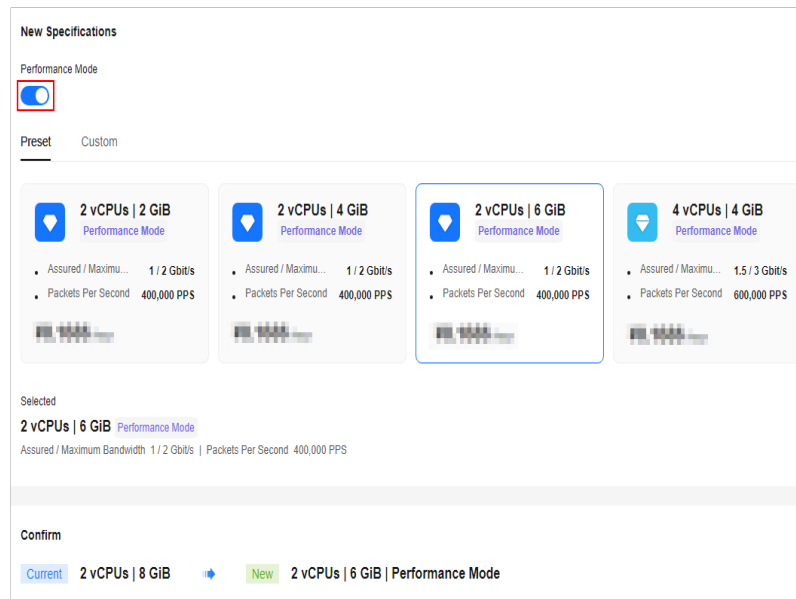 New Specifications
Performance Mode
Preset Custom
2 vCPUs | 2 GiB
Performance Mode
Assured / Maximu... 1 / 2 Gbit/s
Packets Per Second 400,000 PPS
2 vCPUs | 4 GiB
Performance Mode
Assured / Maximu... 1 / 2 Gbit/s
Packets Per Second 400,000 PPS
2 vCPUs | 6 GiB
Performance Mode
Assured / Maximu... 1 / 2 Gbit/s
Packets Per Second 400,000 PPS
4 vCPUs | 4 GiB
Performance Mode
Assured / Maximu... 1.5 / 3 Gbit/s
Packets Per Second 600,000 PPS
Selected
2 vCPUs | 6 GiB Performance Mode
Assured / Maximum Bandwidth 1 / 2 Gbit/s | Packets Per Second 400,000 PPS
Confirm
Current 2 vCPUs | 8 GiB New 2 vCPUs | 6 GiB | Performance Mode